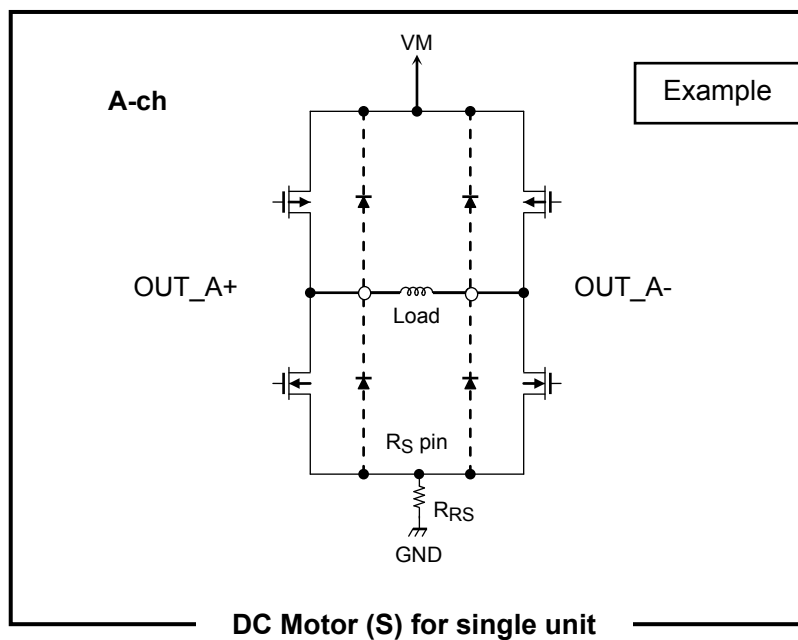 VM
A-ch
Example
OUT_A+
OUT_A-
Load
RS pin
RRS
GND
DC Motor (S) for single unit